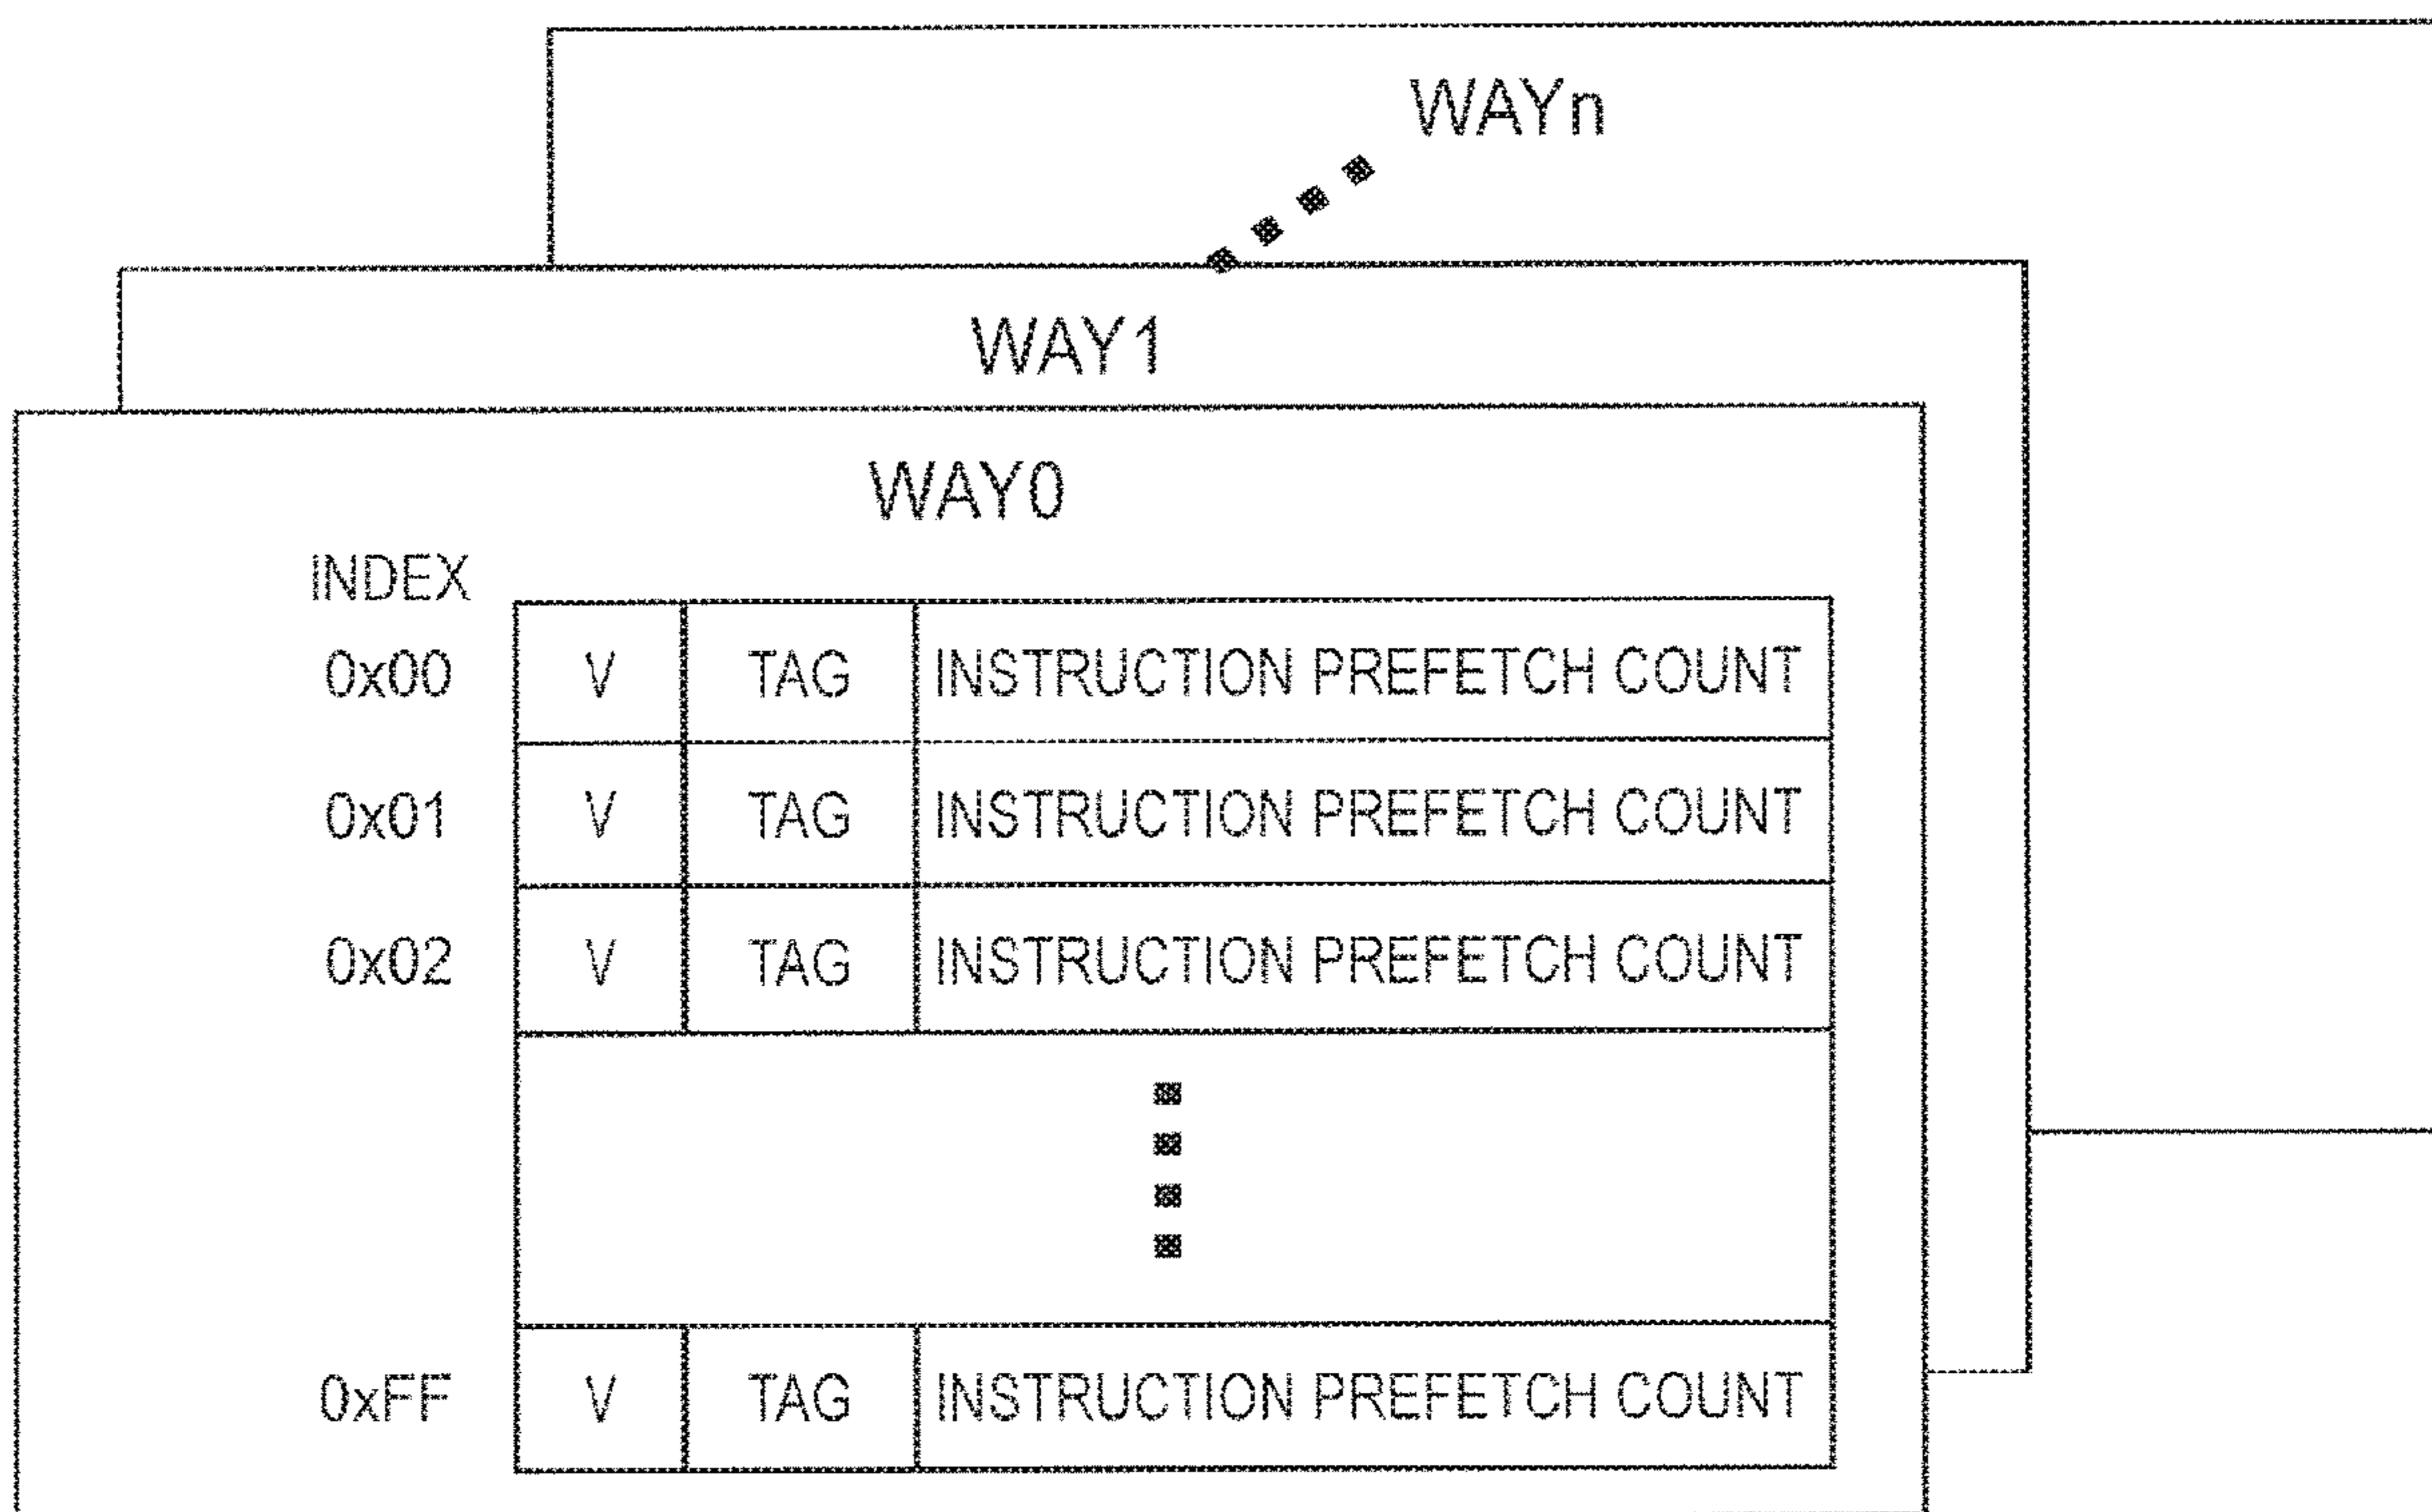 WAYn
WAY1
WAY0
INDEX
0x00 V TAG INSTRUCTION PREFETCH COUNT
0x01 V TAG INSTRUCTION PREFETCH COUNT
0x02 V TAG INSTRUCTION PREFETCH COUNT
0xFF V TAG INSTRUCTION PREFETCH COUNT